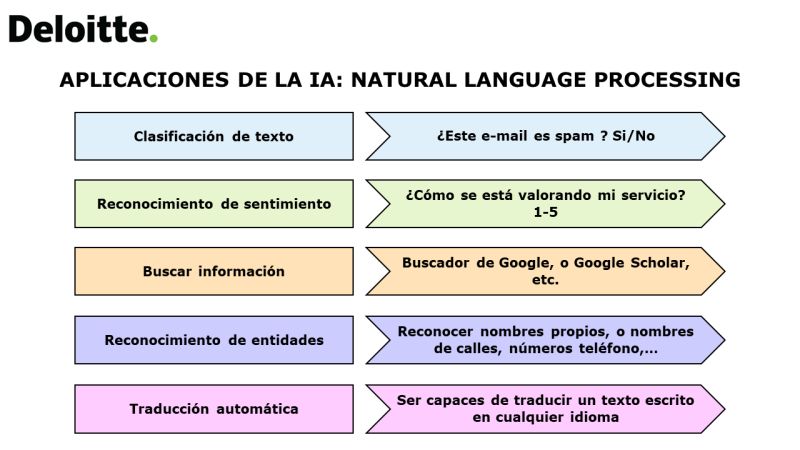 Deloitte.
APLICACIONES DE LA IA: NATURAL LANGUAGE PROCESSING
Clasificación de texto
¿Este e-mail es spam ? Si/No
Reconocimiento de sentimiento
¿Cómo se está valorando mi servicio?
1-5
Buscar información
Buscador de Google, o Google Scholar,
etc.
Reconocimiento de entidades
Reconocer nombres propios, o nombres
de calles, números teléfono,...
Traducción automática
Ser capaces de traducir un texto escrito
en cualquier idioma